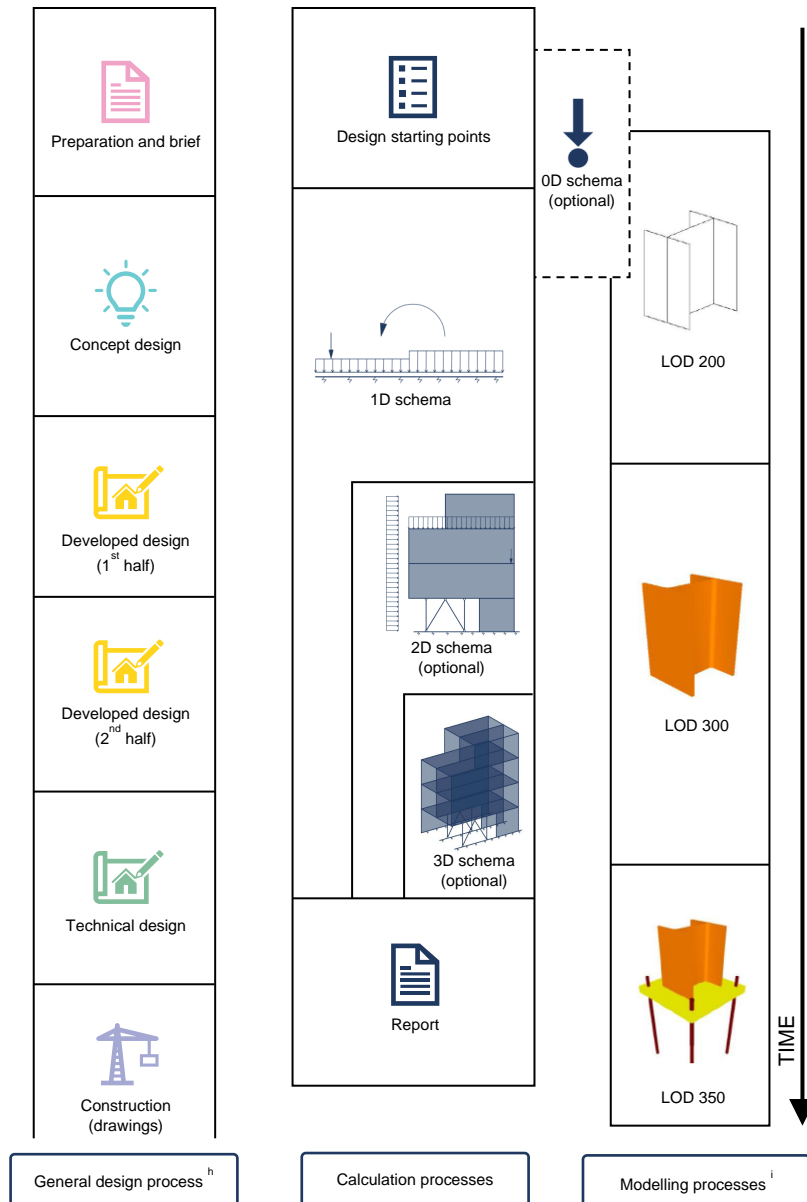 Preparation and brief
Concept design
Developed design
(1st half)
Developed design
(2nd half)
Technical design
Construction
(drawings)
General design process h
Design starting points
0D schema
(optional)
1D schema
2D schema
(optional)
3D schema
(optional)
Report
Calculation processes
LOD 200
LOD 300
LOD 350
Modelling processes i
TIME